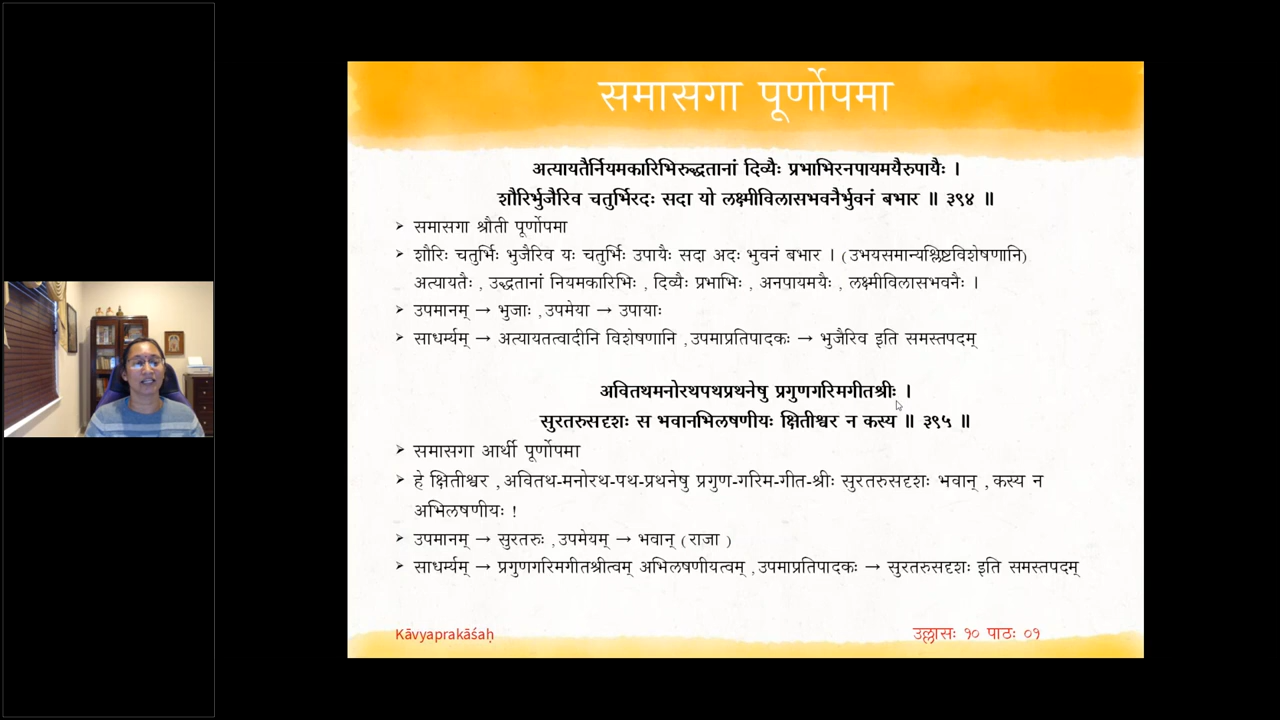 समासगा पूर्णोपमा
अत्यायतैर्नियमकारिभिरुद्धतानां दिव्यैः प्रभाभिरनपायमयैरुपायैः ।
शौरिर्भुजैरिव चतुर्भिरदः सदा यो लक्ष्मीविलासभवनैर्भुवनं बभार ॥ ३९४ ॥
➢ समासगा श्रौती पूर्णोपमा
➢ शौरिः चतुर्भिः भुजैरिव यः चतुर्भिः उपायैः सदा अदः भुवनं बभार । (उभयसमान्यश्लिष्टविशेषणानि)
अत्यायतैः , उद्धतानां नियमकारिभिः , दिव्यैः प्रभाभिः , अनपायमयैः , लक्ष्मीविलासभवनैः ।
➢ उपमानम् → भुजाः , उपमेया → उपायाः
➢ साधर्म्यम् → अत्यायतत्वादीनि विशेषणानि , उपमाप्रतिपादकः → भुजैरिव इति समस्तपदम्
अवितथमनोरथपथप्रथनेषु प्रगुणगरिमगीतश्रीः ।
सुरतरुसदृशः स भवानभिलषणीयः क्षितीश्वर न कस्य ॥ ३९५ ॥
➢ समासगा आर्थी पूर्णोपमा
➢ हे क्षितीश्वर , अवितथ-मनोरथ-पथ-प्रथनेषु प्रगुण-गरिम-गीत-श्रीः सुरतरुसदृशः भवान् , कस्य न
अभिलषणीयः !
➢ उपमानम् → सुरतरुः , उपमेयम् → भवान् ( राजा )
➢ साधर्म्यम् → प्रगुणगरिमगीतश्रीत्वम् अभिलषणीयत्वम् , उपमाप्रतिपादकः → सुरतरुसदृशः इति समस्तपदम्
Kāvyaprakāśaḥ
उल्लासः १० पाठः ०१